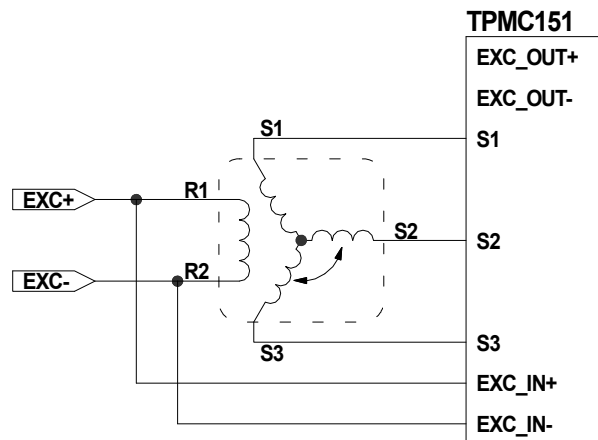 TPMC151
EXC_OUT+
EXC_OUT-
S1
S1
EXC+
R1
S2
S2
EXC-
R2
S3
S3
EXC_IN+
EXC_IN-